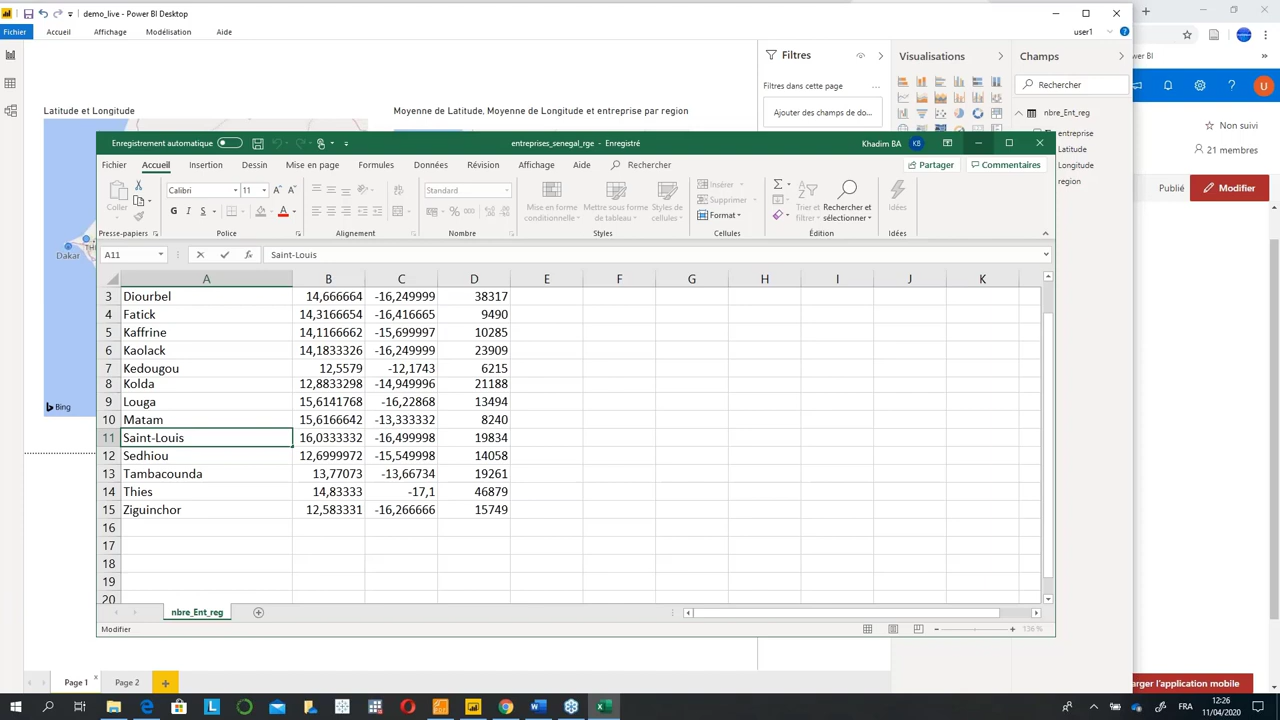 demo_live - Power BI Desktop
Fichier Accueil Affichage Modélisation Aide user1
wer BI
Non suivi
21 membres
Publié Modifier
Filtres
Filtres dans cette page ...
Ajouter des champs de do...
Visualisations
Champs
Rechercher
nbre_Ent_reg
entreprise
Latitude
Longitude
region
Latitude et Longitude
Moyenne de Latitude, Moyenne de Longitude et entreprise par region
Dakar
Bing
Enregistrement automatique entreprises_senegal_rge - Enregistré Khadim BA KB
Fichier Accueil Insertion Dessin Mise en page Formules Données Révision Affichage Aide Rechercher Partager Commentaires
Coller
Calibri 11
G I S
Standard
% 000
Mise en forme conditionnelle
Mettre sous forme de tableau
Styles de cellules
Insérer
Supprimer
Format
Trier et filtrer
Rechercher et sélectionner
Idées
Presse-papiers Police Alignement Nombre Styles Cellules Édition Idées
A11 fx Saint-Louis
A B C D E F G H I J K
3 Diourbel 14,666664 -16,249999 38317
4 Fatick 14,3166654 -16,416665 9490
5 Kaffrine 14,1166662 -15,699997 10285
6 Kaolack 14,1833326 -16,249999 23909
7 Kedougou 12,5579 -12,1743 6215
8 Kolda 12,8833298 -14,949996 21188
9 Louga 15,6141768 -16,22868 13494
10 Matam 15,6166642 -13,333332 8240
11 Saint-Louis 16,0333332 -16,499998 19834
12 Sedhiou 12,6999972 -15,549998 14058
13 Tambacounda 13,77073 -13,66734 19261
14 Thies 14,83333 -17,1 46879
15 Ziguinchor 12,583331 -16,266666 15749
16
17
18
19
20
nbre_Ent_reg
Modifier 136 %
Page 1 Page 2
arger l'application mobile
FRA
12:26
11/04/2020